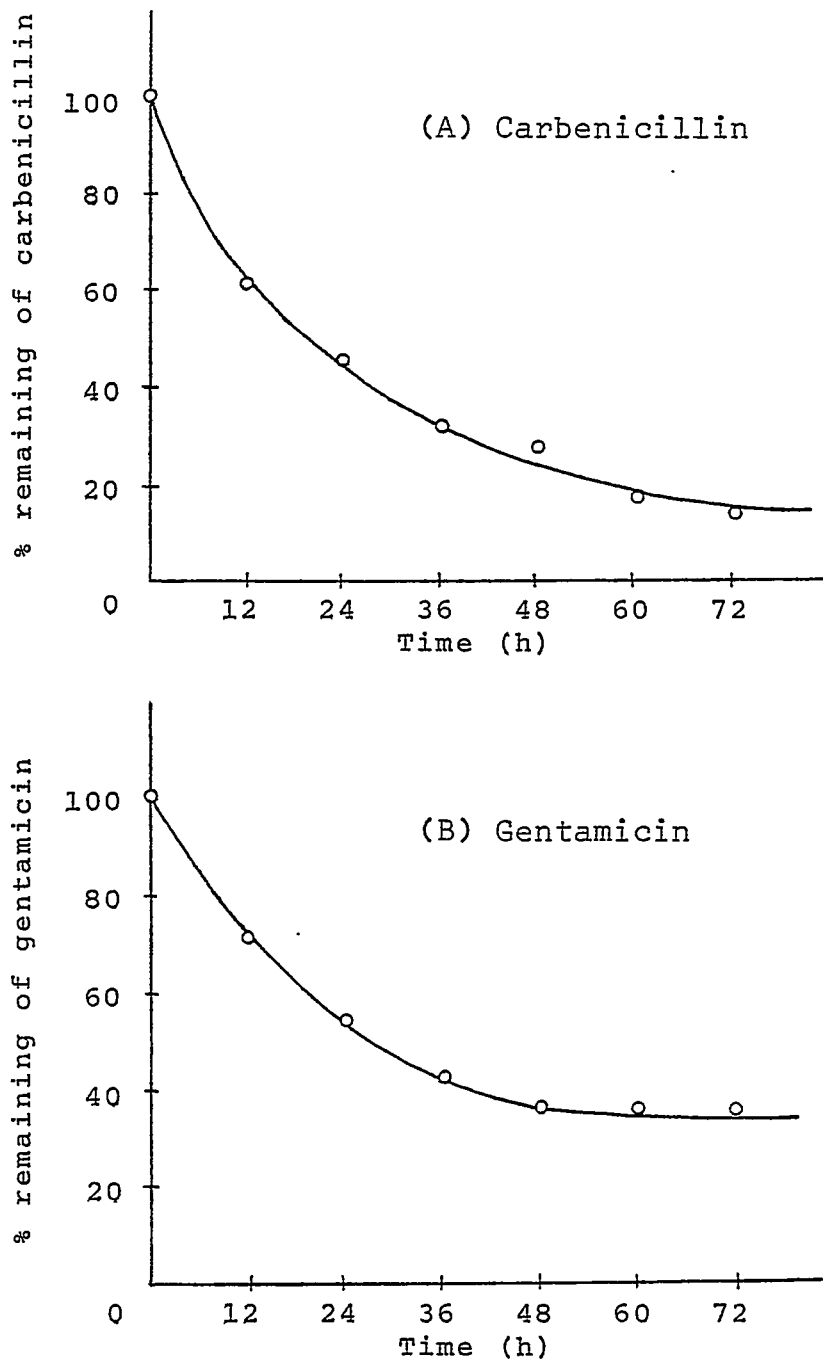 % remaining of carbenicillin
(A) Carbenicillin
100
80
60
40
20
0
12 24 36 48 60 72
Time (h)
% remaining of gentamicin
(B) Gentamicin
100
80
60
40
20
0
12 24 36 48 60 72
Time (h)